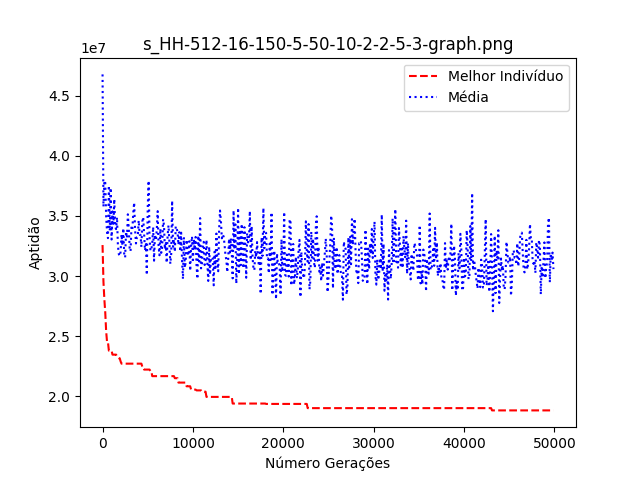 s_HH-512-16-150-5-50-10-2-2-5-3-graph.png
1e7
Melhor Indivíduo
Média
4.5
4.0
3.5
3.0
2.5
2.0
Aptidão
0 10000 20000 30000 40000 50000
Número Gerações